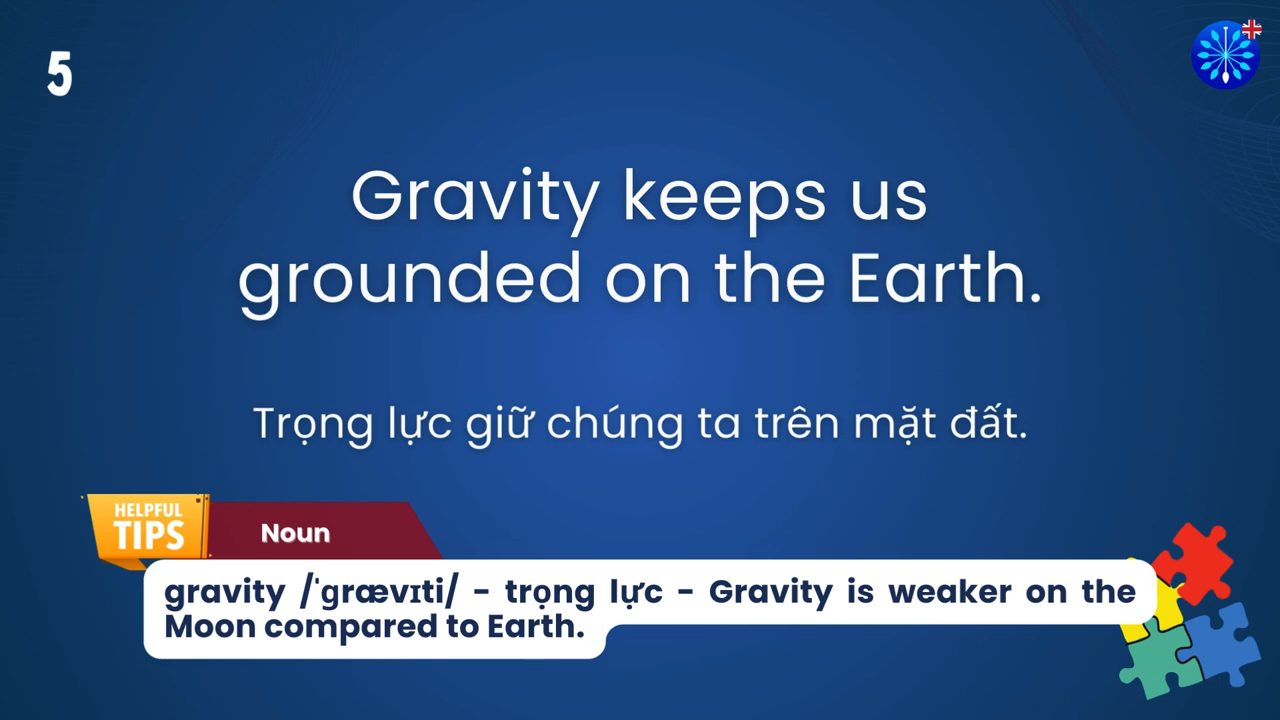 5
Gravity keeps us
grounded on the Earth.
Trọng lực giữ chúng ta trên mặt đất.
HELPFUL
TIPS
Noun
gravity /ˈɡrævɪti/ - trọng lực - Gravity is weaker on the
Moon compared to Earth.